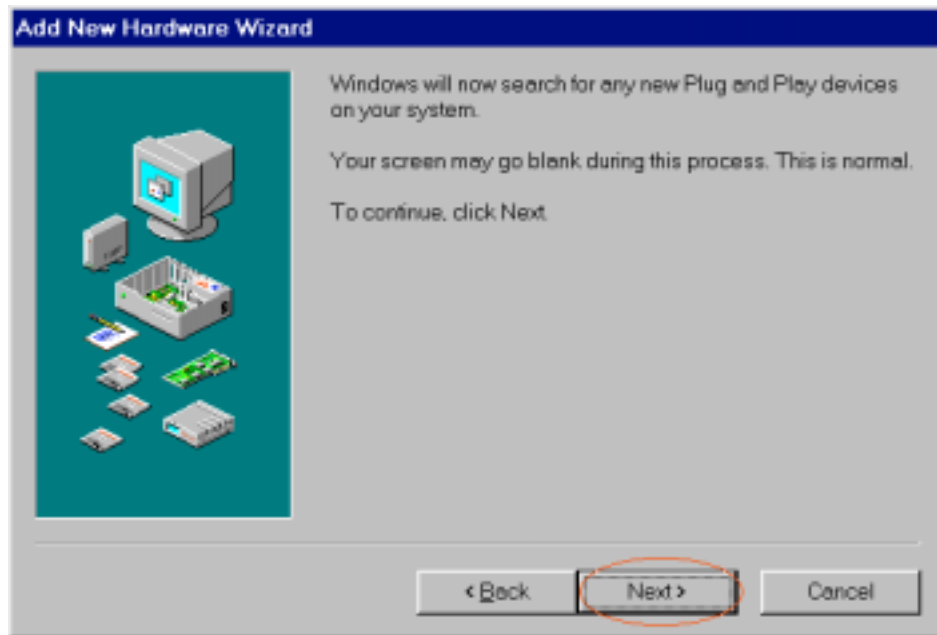 Add New Hardware Wizard
Windows will now search for any new Plug and Play devices
on your system.
Your screen may go blank during this process. This is normal.
To continue, click Next.
< Back
Next >
Cancel